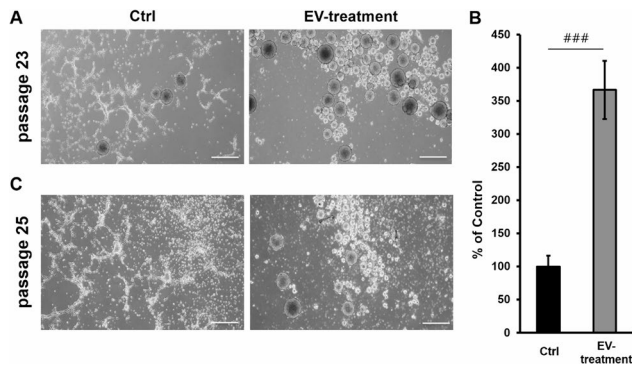 A
Ctrl
EV-treatment
passage 23
C
passage 25
B
450
400
350
300
250
200
150
100
50
0
% of Control
###
Ctrl
EV-
treatment